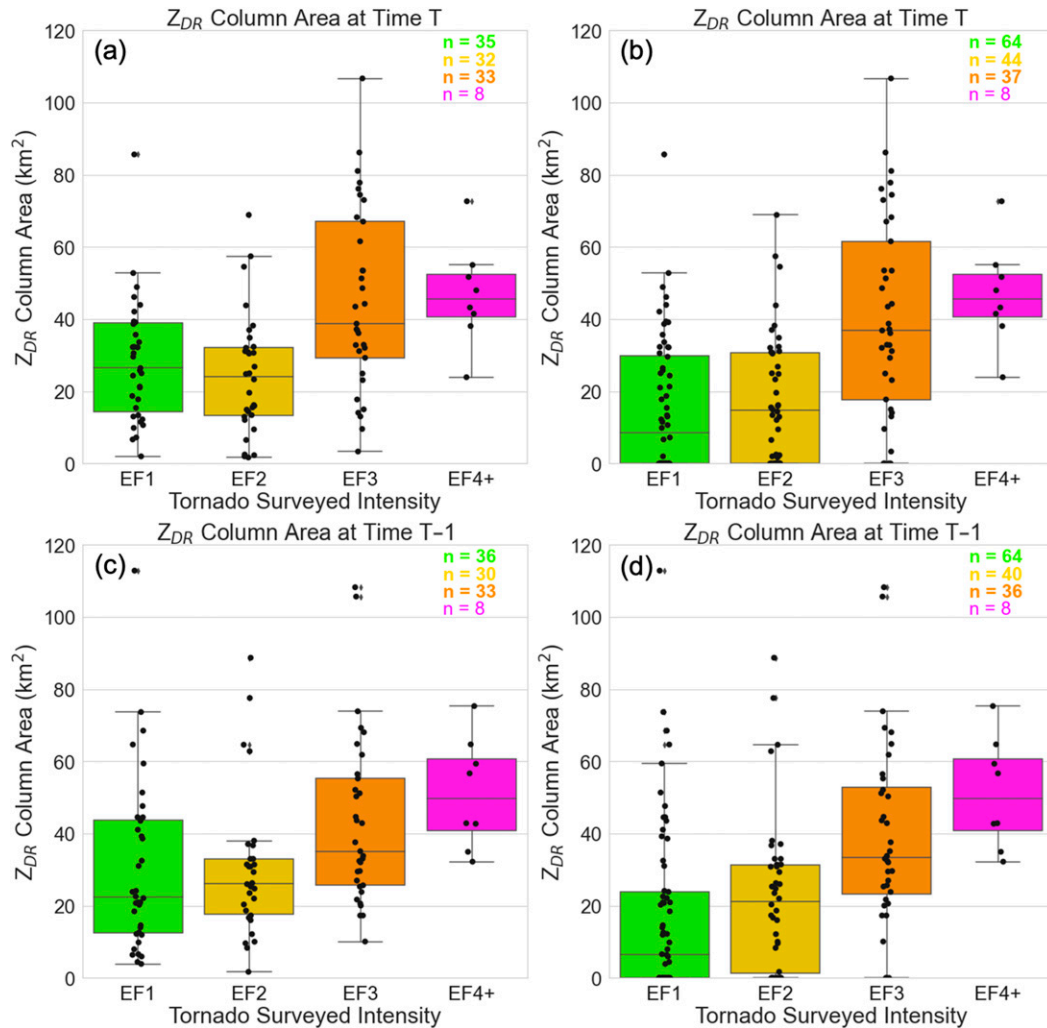 Z_DR Column Area at Time T
(a)
n = 35
n = 32
n = 33
n = 8
Z_DR Column Area (km²)
120
100
80
60
40
20
0
EF1 EF2 EF3 EF4+
Tornado Surveyed Intensity
Z_DR Column Area at Time T
(b)
n = 64
n = 44
n = 37
n = 8
Z_DR Column Area (km²)
120
100
80
60
40
20
0
EF1 EF2 EF3 EF4+
Tornado Surveyed Intensity
Z_DR Column Area at Time T−1
(c)
n = 36
n = 30
n = 33
n = 8
Z_DR Column Area (km²)
120
100
80
60
40
20
0
EF1 EF2 EF3 EF4+
Tornado Surveyed Intensity
Z_DR Column Area at Time T−1
(d)
n = 64
n = 40
n = 36
n = 8
Z_DR Column Area (km²)
120
100
80
60
40
20
0
EF1 EF2 EF3 EF4+
Tornado Surveyed Intensity